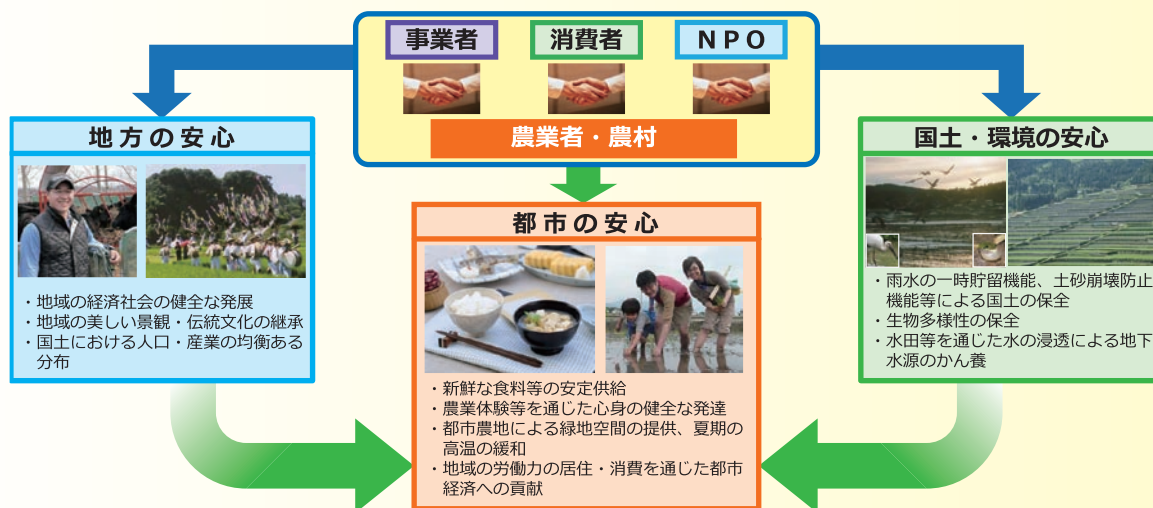 事業者
消費者
NPO
農業者・農村
地方の安心
・地域の経済社会の健全な発展
・地域の美しい景観・伝統文化の継承
・国土における人口・産業の均衡ある
分布
都市の安心
・新鮮な食料等の安定供給
・農業体験等を通じた心身の健全な発達
・都市農地による緑地空間の提供、夏期の
高温の緩和
・地域の労働力の居住・消費を通じた都市
経済への貢献
国土・環境の安心
・雨水の一時貯留機能、土砂崩壊防止
機能等による国土の保全
・生物多様性の保全
・水田等を通じた水の浸透による地下
水源のかん養